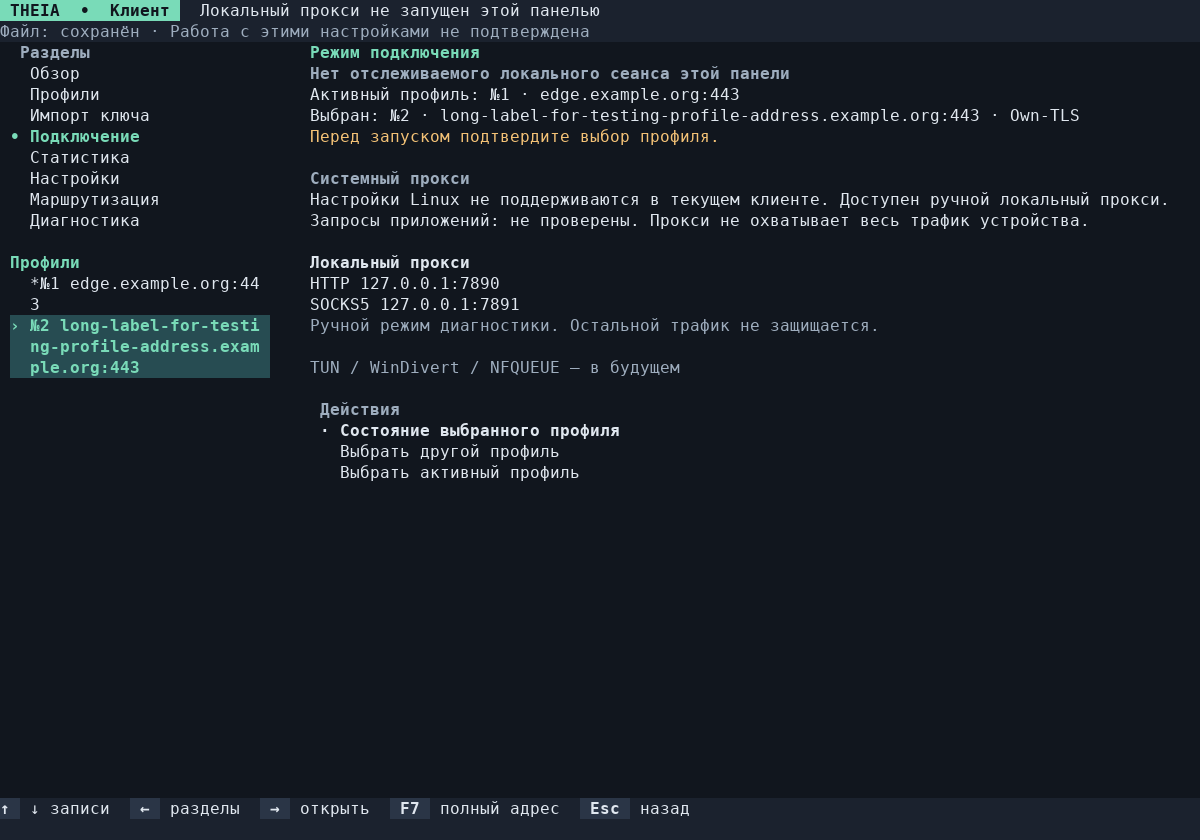 THEIA • Клиент Локальный прокси не запущен этой панелью
Файл: сохранён · Работа с этими настройками не подтверждена
Разделы
Обзор
Профили
Импорт ключа
• Подключение
Статистика
Настройки
Маршрутизация
Диагностика
Профили
*№1 edge.example.org:44
3
› №2 long-label-for-testi
ng-profile-address.exam
ple.org:443
Режим подключения
Нет отслеживаемого локального сеанса этой панели
Активный профиль: №1 · edge.example.org:443
Выбран: №2 · long-label-for-testing-profile-address.example.org:443 · Own-TLS
Перед запуском подтвердите выбор профиля.
Системный прокси
Настройки Linux не поддерживаются в текущем клиенте. Доступен ручной локальный прокси.
Запросы приложений: не проверены. Прокси не охватывает весь трафик устройства.
Локальный прокси
HTTP 127.0.0.1:7890
SOCKS5 127.0.0.1:7891
Ручной режим диагностики. Остальной трафик не защищается.
TUN / WinDivert / NFQUEUE — в будущем
Действия
· Состояние выбранного профиля
Выбрать другой профиль
Выбрать активный профиль
↑ ↓ записи ← разделы → открыть F7 полный адрес Esc назад